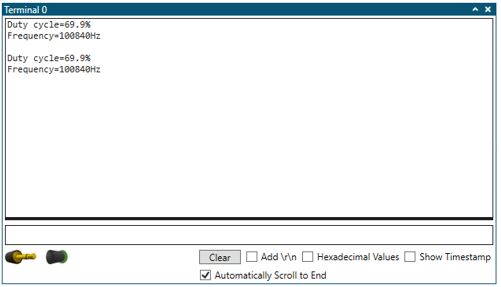 Terminal 0
Duty cycle=69.9%
Frequency=100840Hz
Duty cycle=69.9%
Frequency=100840Hz
Clear
Add \r\n
Hexadecimal Values
Show Timestamp
Automatically Scroll to End